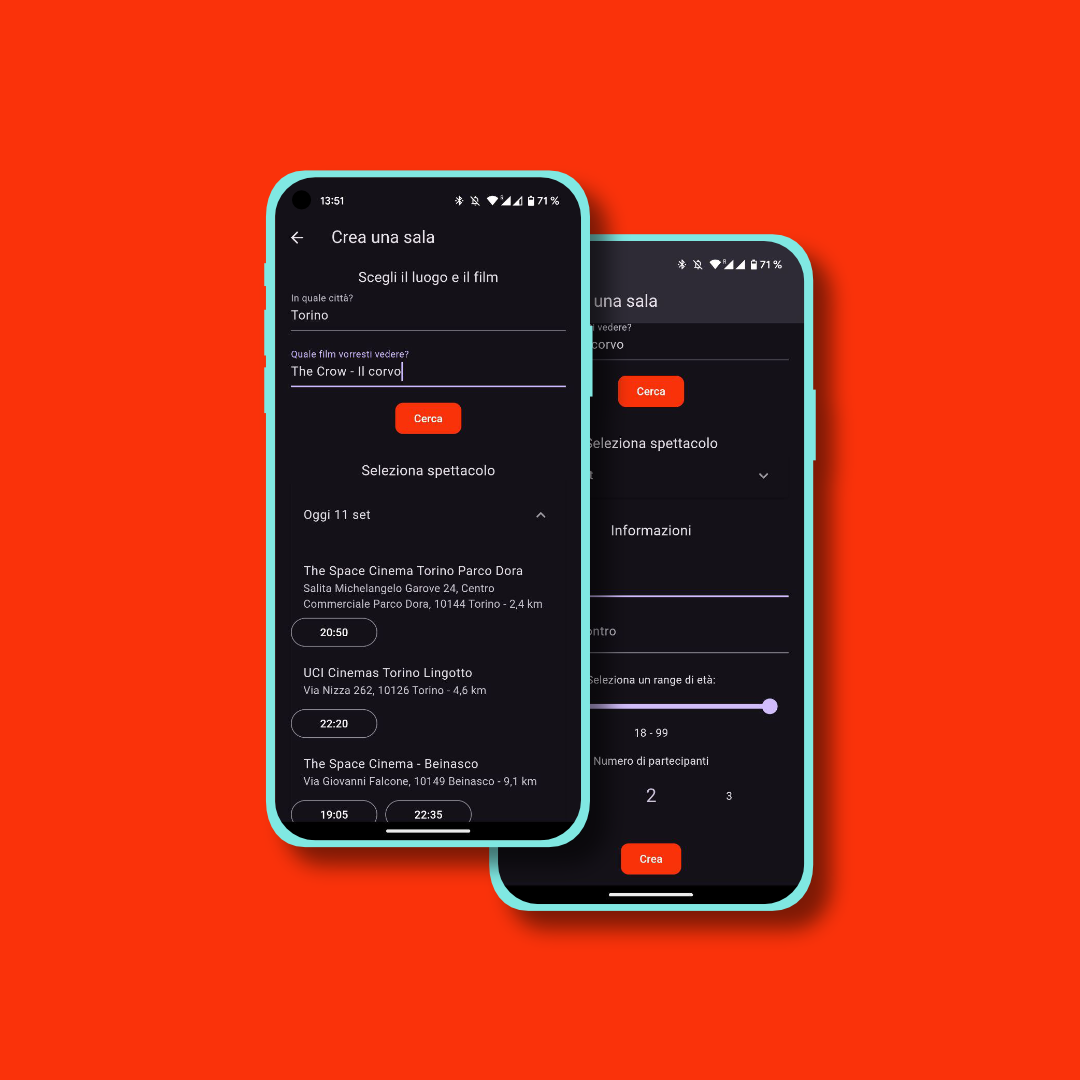 13:51
71 %
Crea una sala
Scegli il luogo e il film
In quale città?
Torino
Quale film vorresti vedere?
The Crow - Il corvo
Cerca
Seleziona spettacolo
Oggi 11 set
The Space Cinema Torino Parco Dora
Salita Michelangelo Garove 24, Centro
Commerciale Parco Dora, 10144 Torino - 2,4 km
20:50
UCI Cinemas Torino Lingotto
Via Nizza 262, 10126 Torino - 4,6 km
22:20
The Space Cinema - Beinasco
Via Giovanni Falcone, 10149 Beinasco - 9,1 km
19:05 22:35
71 %
una sala
vedere?
corvo
Cerca
Seleziona spettacolo
Informazioni
ontro
Seleziona un range di età:
18 - 99
Numero di partecipanti
2 3
Crea